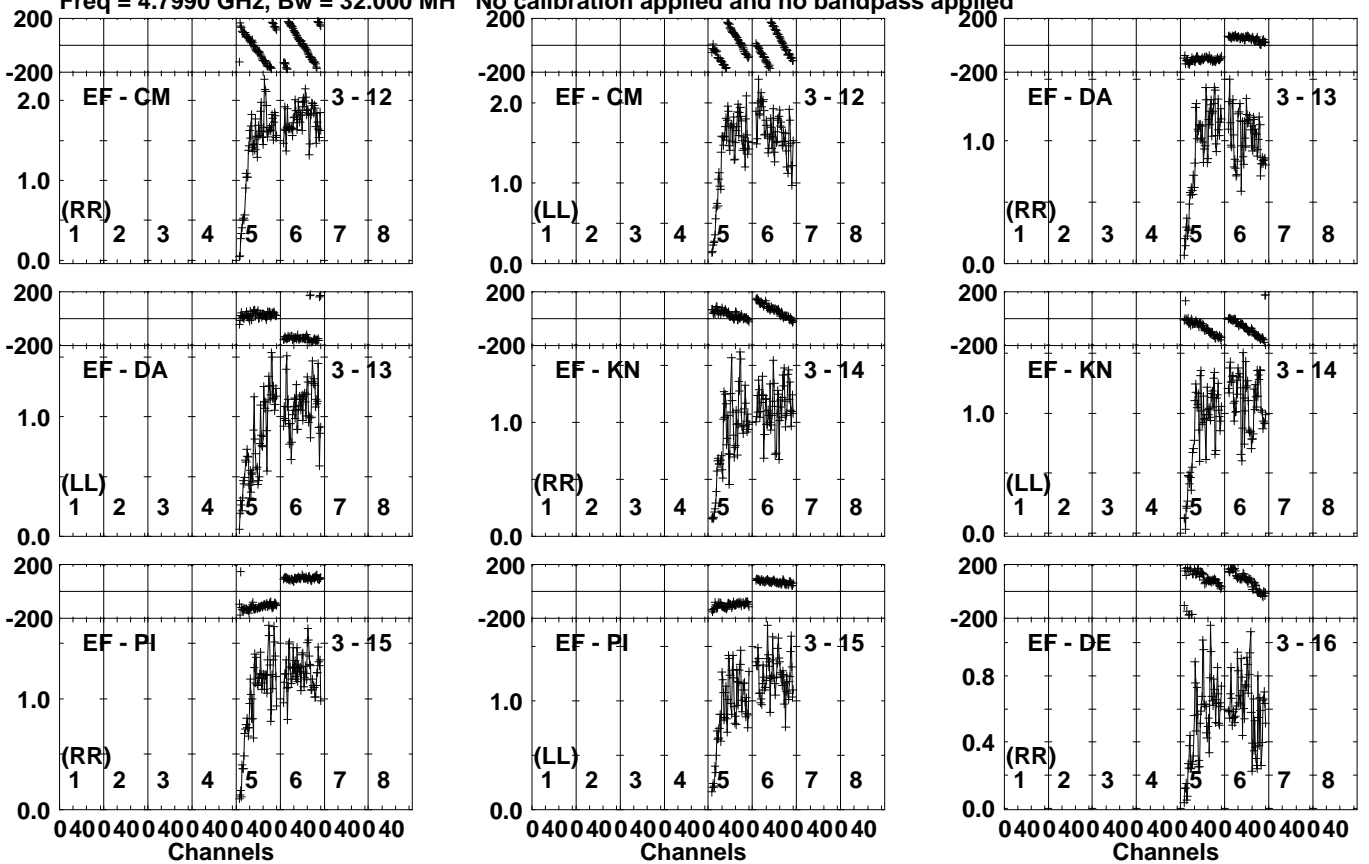 Freq = 4.7990 GHz, Bw = 32.000 MH No calibration applied and no bandpass applied
200
-200
EF - CM 3 - 12
2.0
1.0
(RR)
1 2 3 4 5 6 7 8
0.0
200
-200
EF - CM 3 - 12
2.0
1.0
(LL)
1 2 3 4 5 6 7 8
0.0
200
-200
EF - DA 3 - 13
1.0
(RR)
1 2 3 4 5 6 7 8
0.0
200
-200
EF - DA 3 - 13
1.0
(LL)
1 2 3 4 5 6 7 8
0.0
200
-200
EF - KN 3 - 14
1.0
(RR)
1 2 3 4 5 6 7 8
0.0
200
-200
EF - KN 3 - 14
1.0
(LL)
1 2 3 4 5 6 7 8
0.0
200
-200
EF - PI 3 - 15
1.0
(RR)
1 2 3 4 5 6 7 8
0.0
0 40 0 40 0 40 0 40 0 40 0 40 0 40 0 40
Channels
200
-200
EF - PI 3 - 15
1.0
(LL)
1 2 3 4 5 6 7 8
0.0
0 40 0 40 0 40 0 40 0 40 0 40 0 40 0 40
Channels
200
-200
EF - DE 3 - 16
0.8
0.4
(RR)
1 2 3 4 5 6 7 8
0.0
0 40 0 40 0 40 0 40 0 40 0 40 0 40 0 40
Channels